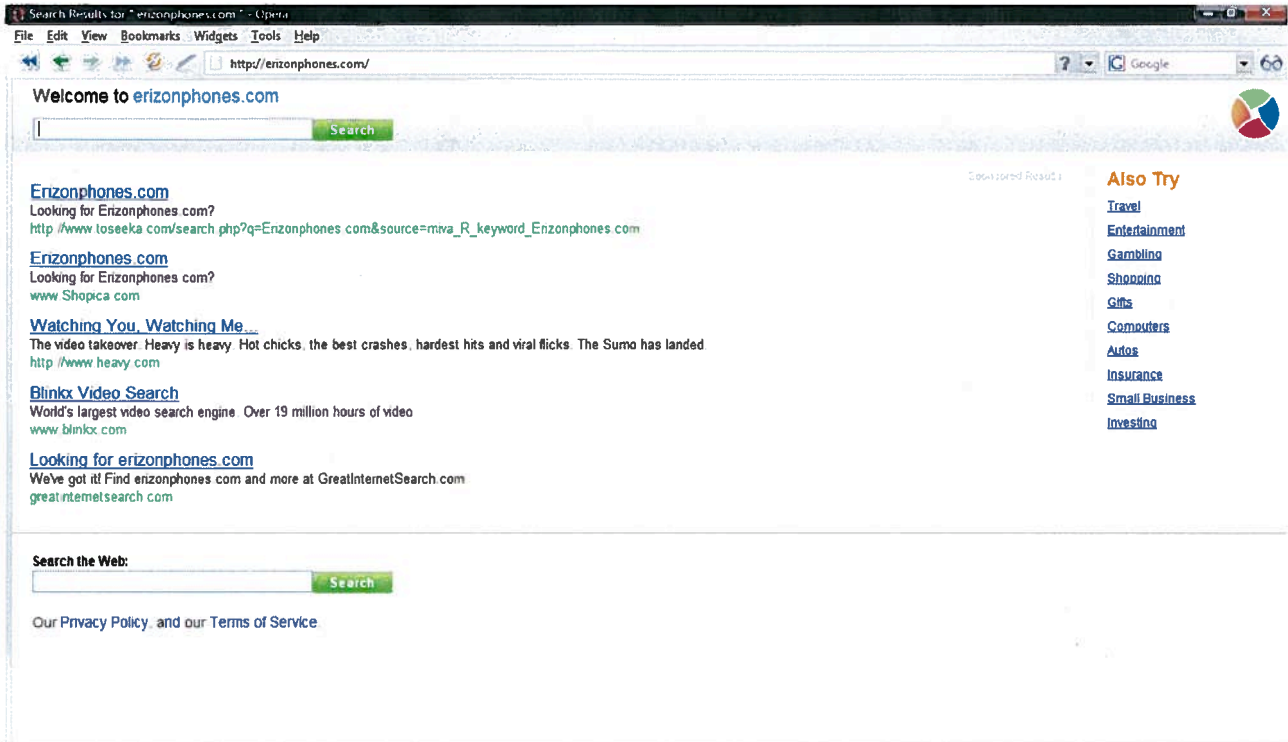 Search Results for " erizonphones.com " - Opera
File Edit View Bookmarks Widgets Tools Help
http://erizonphones.com/
? Google
Welcome to erizonphones.com
Search
Sponsored Results
Erizonphones.com
Looking for Erizonphones.com?
http://www.toseeka.com/search.php?q=Erizonphones.com&source=miva_R_keyword_Erizonphones.com
Erizonphones.com
Looking for Erizonphones.com?
www.Shopica.com
Watching You, Watching Me...
The video takeover. Heavy is heavy. Hot chicks, the best crashes, hardest hits and viral flicks. The Sumo has landed.
http://www.heavy.com
Blinkx Video Search
World's largest video search engine. Over 19 million hours of video
www.blinkx.com
Looking for erizonphones.com
We've got it! Find erizonphones.com and more at GreatInternetSearch.com
greatinternetsearch.com
Also Try
Travel
Entertainment
Gambling
Shopping
Gifts
Computers
Autos
Insurance
Small Business
Investing
Search the Web:
Search
Our Privacy Policy, and our Terms of Service